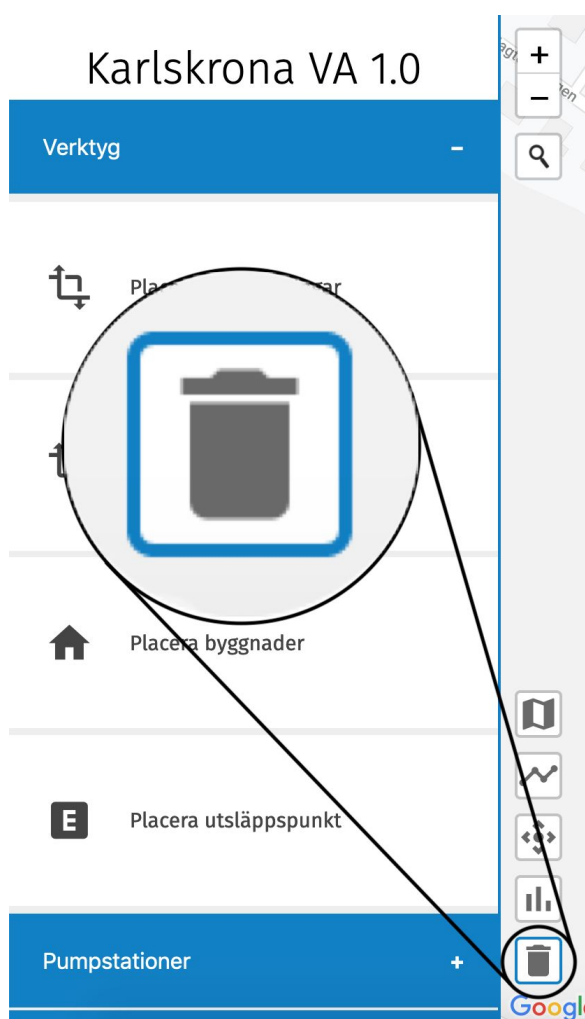 Karlskrona VA 1.0
Verktyg
Placera byggnader
E
Placera utsläppspunkt
Pumpstationer
Google